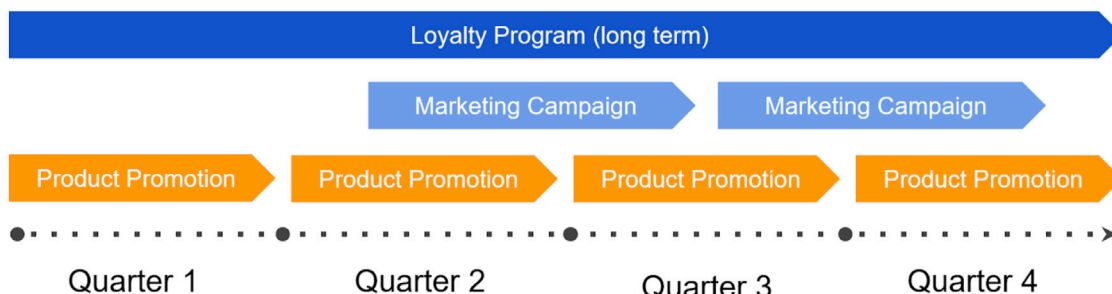 Loyalty Program (long term)
Marketing Campaign Marketing Campaign
Product Promotion Product Promotion Product Promotion Product Promotion
Quarter 1 Quarter 2 Quarter 3 Quarter 4